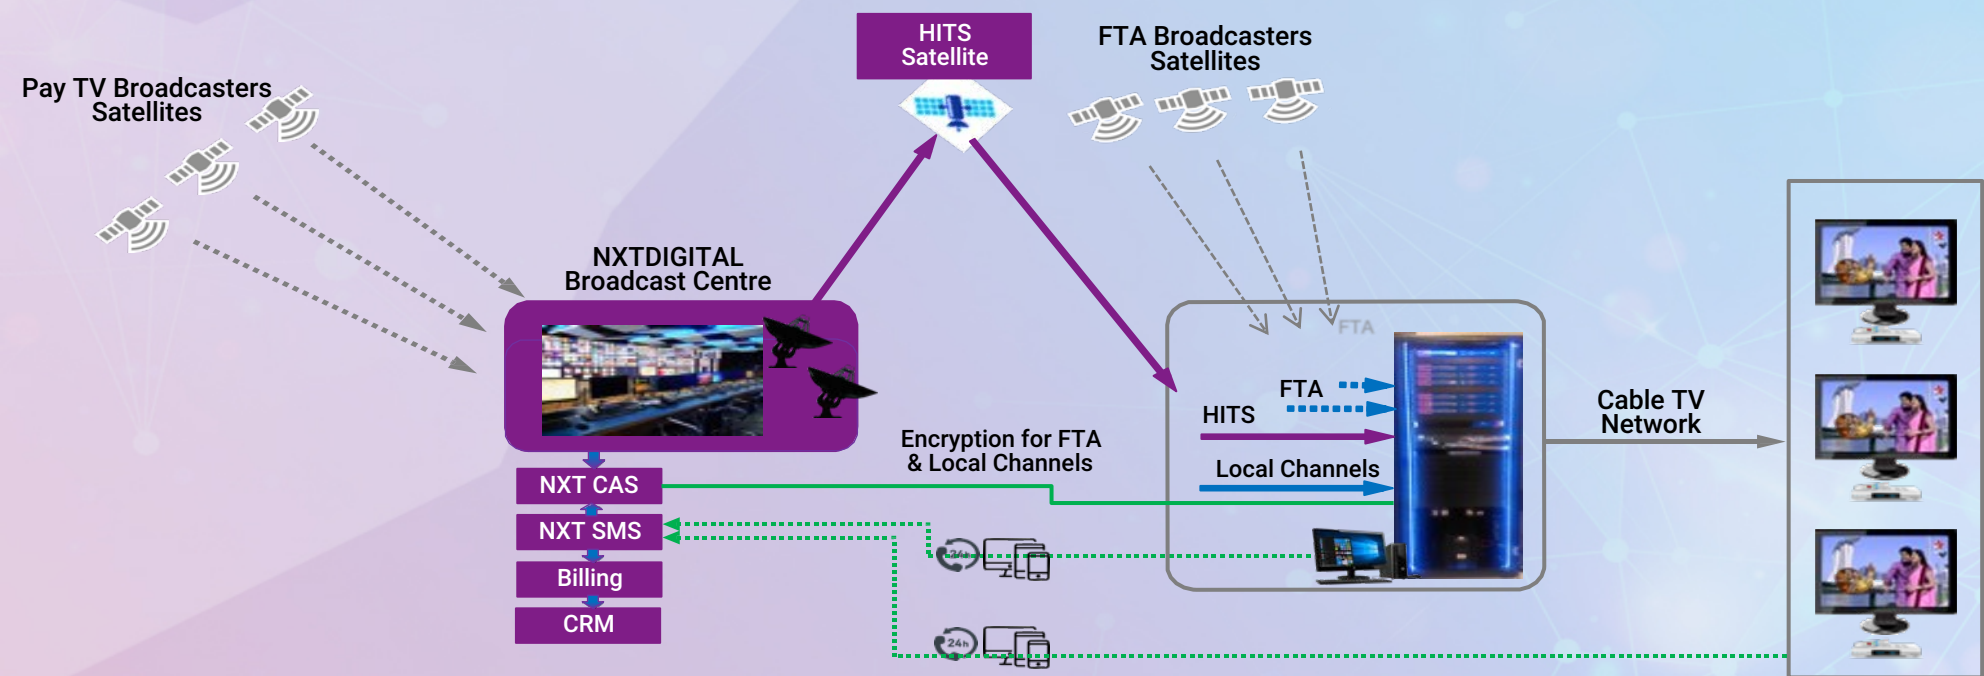 HITS
Satellite
FTA Broadcasters
Satellites
Pay TV Broadcasters
Satellites
NXTDIGITAL
Broadcast Centre
FTA
FTA
HITS
Local Channels
Cable TV
Network
Encryption for FTA
& Local Channels
NXT CAS
NXT SMS
Billing
CRM
24h
24h